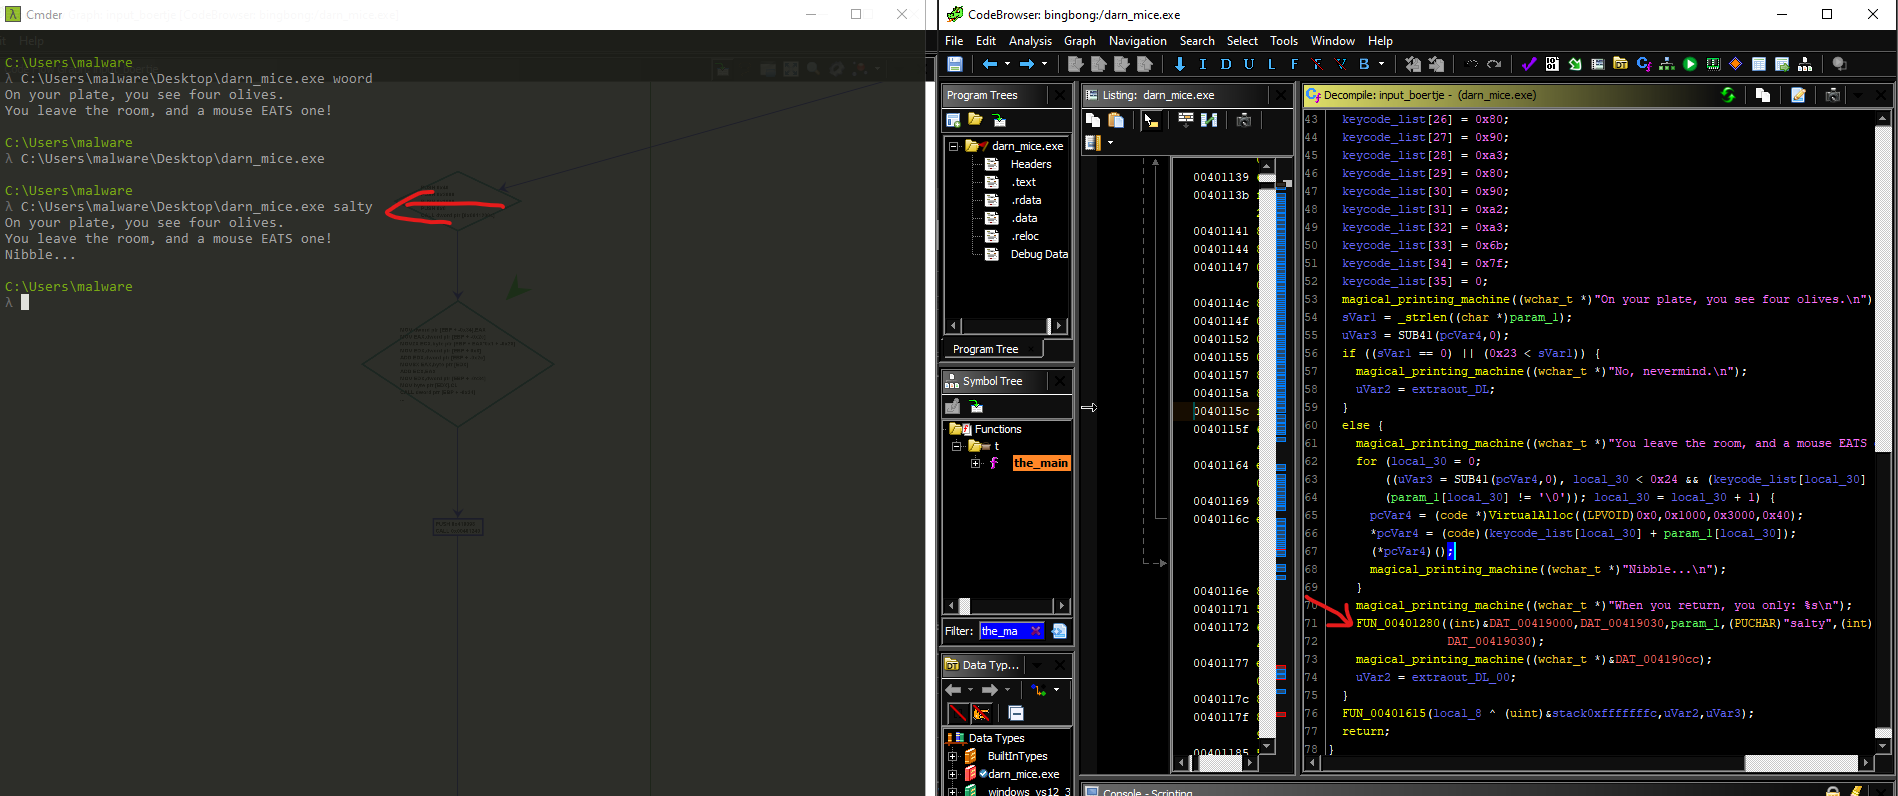 Cmder
C:\Users\malware
λ C:\Users\malware\Desktop\darn_mice.exe woord
On your plate, you see four olives.
You leave the room, and a mouse EATS one!
C:\Users\malware
λ C:\Users\malware\Desktop\darn_mice.exe
C:\Users\malware
λ C:\Users\malware\Desktop\darn_mice.exe salty
On your plate, you see four olives.
You leave the room, and a mouse EATS one!
Nibble...
C:\Users\malware
λ
CodeBrowser: bingbong:/darn_mice.exe
File Edit Analysis Graph Navigation Search Select Tools Window Help
I D U L F F V B
Program Trees
darn_mice.exe
Headers
.text
.rdata
.data
.reloc
Debug Data
Program Tree
Symbol Tree
Functions
t
the_main
Filter: the_ma
Data Typ...
Data Types
BuiltInTypes
darn_mice.exe
windows_vs12_3
Listing: darn_mice.exe
00401139
0040113b
00401141
00401144
00401147
0040114c
0040114f
00401152
00401155
00401157
0040115a
0040115c
0040115f
00401164
00401169
0040116c
0040116e
00401171
00401172
00401177
0040117c
0040117f
00401185
Decompile: input_boertje - (darn_mice.exe)
43 keycode_list[26] = 0x80;
44 keycode_list[27] = 0x90;
45 keycode_list[28] = 0xa3;
46 keycode_list[29] = 0x80;
47 keycode_list[30] = 0x90;
48 keycode_list[31] = 0xa2;
49 keycode_list[32] = 0xa3;
50 keycode_list[33] = 0x6b;
51 keycode_list[34] = 0x7f;
52 keycode_list[35] = 0;
53 magical_printing_machine((wchar_t *)"On your plate, you see four olives.\n")
54 sVar1 = _strlen((char *)param_1);
55 uVar3 = SUB41(pcVar4,0);
56 if ((sVar1 == 0) || (0x23 < sVar1)) {
57 magical_printing_machine((wchar_t *)"No, nevermind.\n");
58 uVar2 = extraout_DL;
59 }
60 else {
61 magical_printing_machine((wchar_t *)"You leave the room, and a mouse EATS
62 for (local_30 = 0;
63 ((uVar3 = SUB41(pcVar4,0), local_30 < 0x24 && (keycode_list[local_30]
64 (param_1[local_30] != '\0')); local_30 = local_30 + 1) {
65 pcVar4 = (code *)VirtualAlloc((LPVOID)0x0,0x1000,0x3000,0x40);
66 *pcVar4 = (code)(keycode_list[local_30] + param_1[local_30]);
67 (*pcVar4)();
68 magical_printing_machine((wchar_t *)"Nibble...\n");
69 }
70 magical_printing_machine((wchar_t *)"When you return, you only: %s\n");
71 FUN_00401280((int)&DAT_00419000,DAT_00419030,param_1,(PUCHAR)"salty",(int)
72 DAT_00419030);
73 magical_printing_machine((wchar_t *)&DAT_004190cc);
74 uVar2 = extraout_DL_00;
75 }
76 FUN_00401615(local_8 ^ (uint)&stack0xfffffffc,uVar2,uVar3);
77 return;
78 }
Console - Scripting